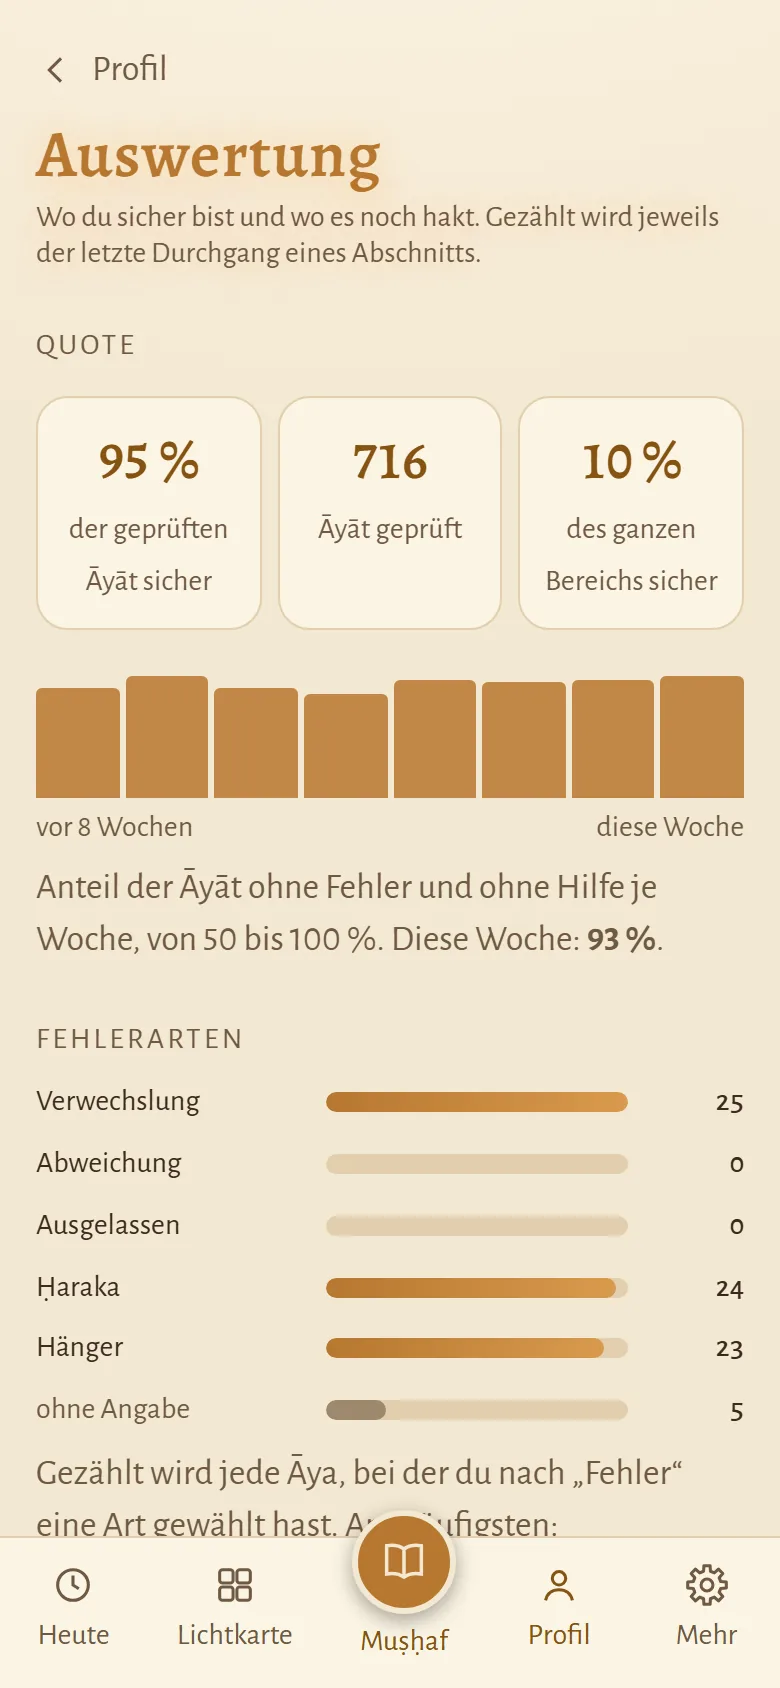 Profil
Auswertung
Wo du sicher bist und wo es noch hakt. Gezählt wird jeweils
der letzte Durchgang eines Abschnitts.
QUOTE
95 %
der geprüften
Āyāt sicher
716
Āyāt geprüft
10 %
des ganzen
Bereichs sicher
vor 8 Wochen
diese Woche
Anteil der Āyāt ohne Fehler und ohne Hilfe je
Woche, von 50 bis 100 %. Diese Woche: 93 %.
FEHLERARTEN
Verwechslung 25
Abweichung 0
Ausgelassen 0
Ḥaraka 24
Hänger 23
ohne Angabe 5
Gezählt wird jede Āya, bei der du nach „Fehler“
eine Art gewählt hast.
Heute
Lichtkarte
Muṣḥaf
Profil
Mehr